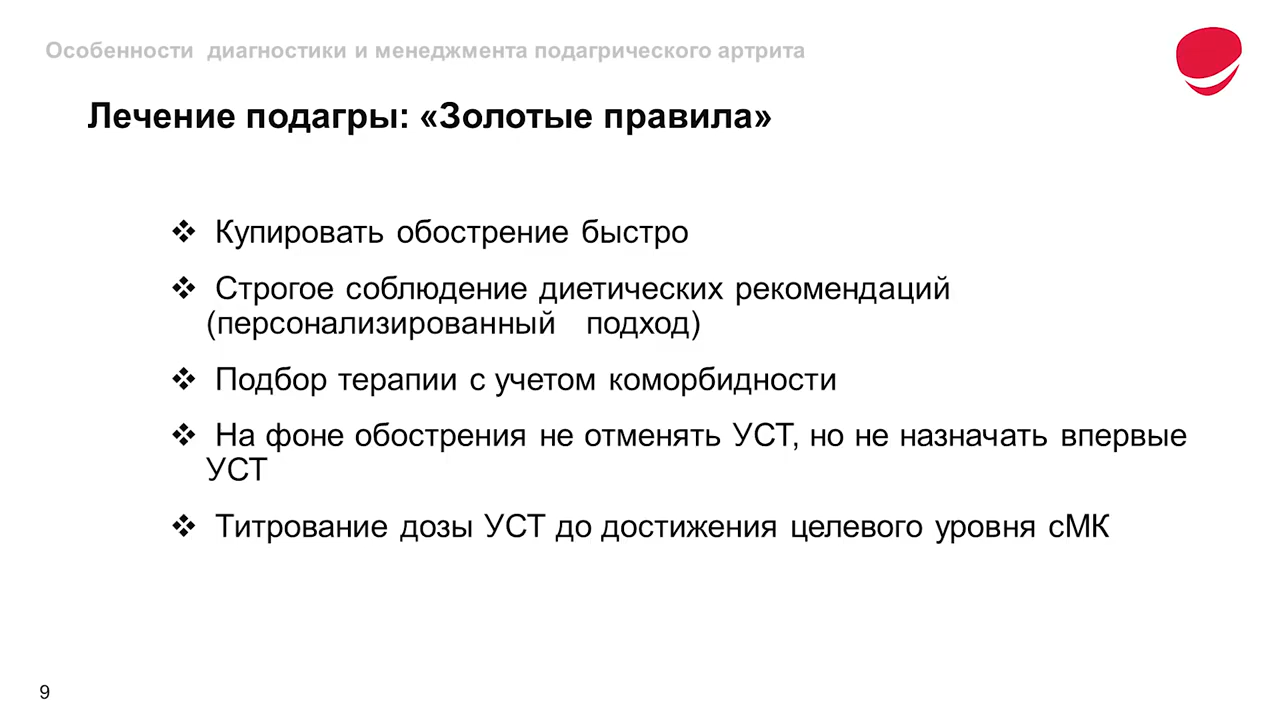 Особенности диагностики и менеджмента подагрического артрита
Лечение подагры: «Золотые правила»
❖ Купировать обострение быстро
❖ Строгое соблюдение диетических рекомендаций
(персонализированный подход)
❖ Подбор терапии с учетом коморбидности
❖ На фоне обострения не отменять УСТ, но не назначать впервые
УСТ
❖ Титрование дозы УСТ до достижения целевого уровня сМК
9